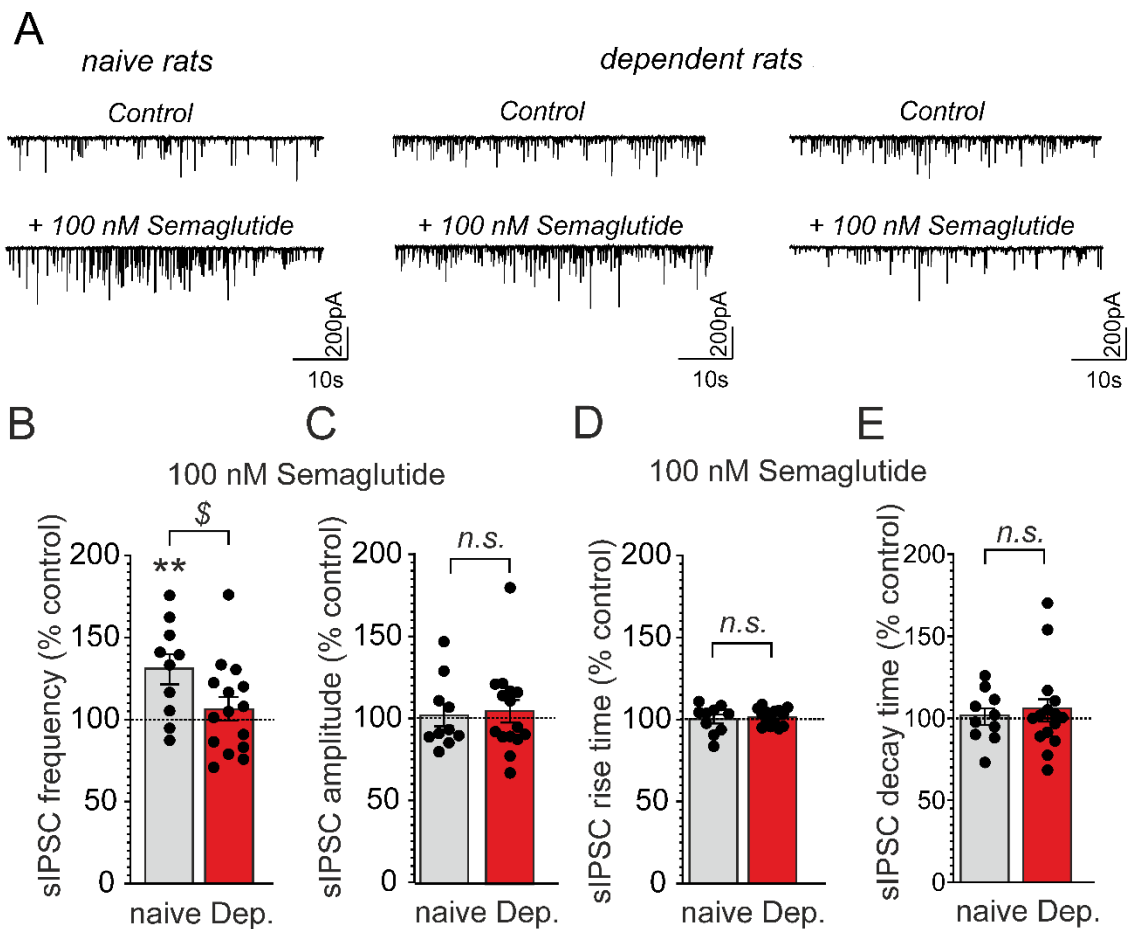 A
naive rats
dependent rats
Control
Control
Control
+ 100 nM Semaglutide
+ 100 nM Semaglutide
+ 100 nM Semaglutide
200pA
10s
200pA
10s
200pA
10s
B
C
D
E
100 nM Semaglutide
100 nM Semaglutide
sIPSC frequency (% control)
200
150
100
50
0
$
**
naive Dep.
sIPSC amplitude (% control)
200
150
100
50
0
n.s.
naive Dep.
sIPSC rise time (% control)
200
150
100
50
0
n.s.
naive Dep.
sIPSC decay time (% control)
200
150
100
50
0
n.s.
naive Dep.